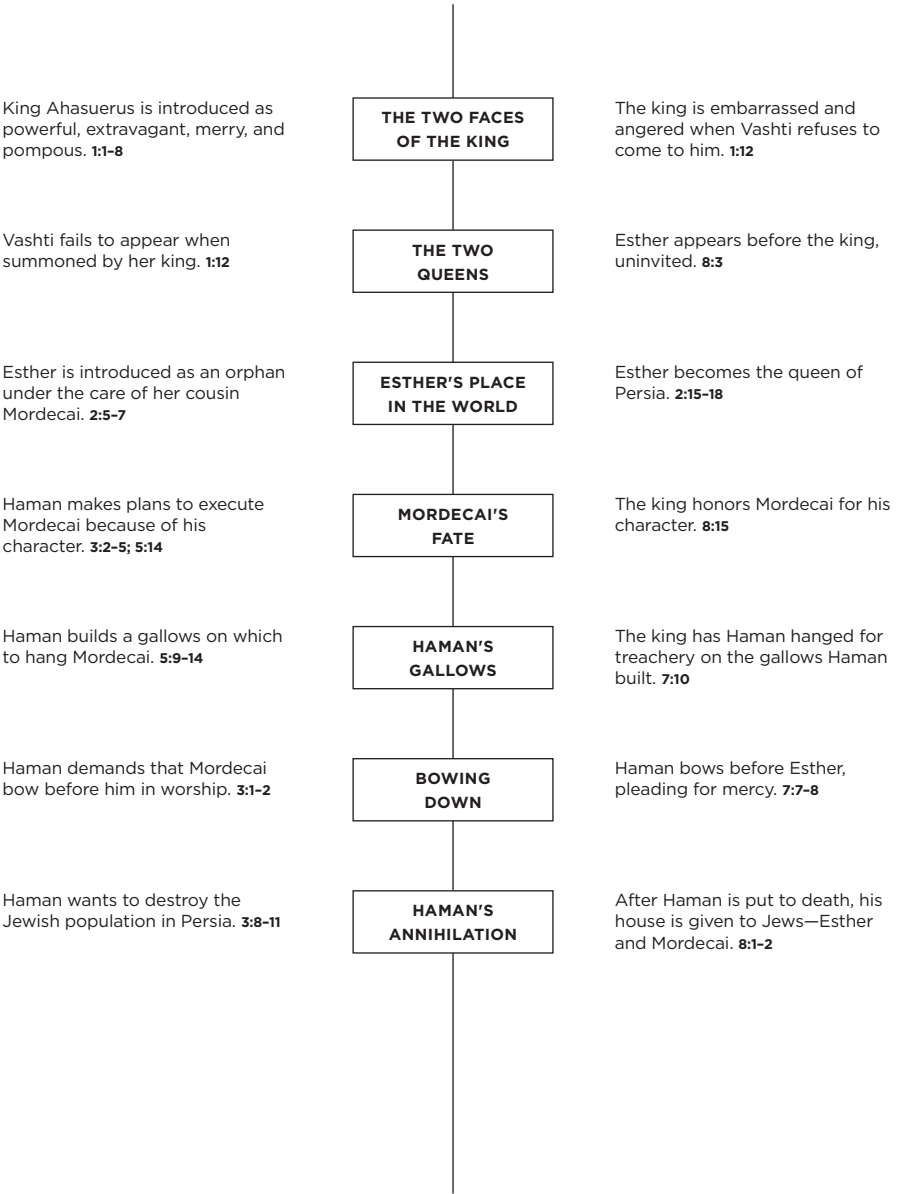 King Ahasuerus is introduced as
powerful, extravagant, merry, and
pompous. 1:1–8
THE TWO FACES
OF THE KING
The king is embarrassed and
angered when Vashti refuses to
come to him. 1:12
Vashti fails to appear when
summoned by her king. 1:12
THE TWO
QUEENS
Esther appears before the king,
uninvited. 8:3
Esther is introduced as an orphan
under the care of her cousin
Mordecai. 2:5–7
ESTHER'S PLACE
IN THE WORLD
Esther becomes the queen of
Persia. 2:15–18
Haman makes plans to execute
Mordecai because of his
character. 3:2–5; 5:14
MORDECAI'S
FATE
The king honors Mordecai for his
character. 8:15
Haman builds a gallows on which
to hang Mordecai. 5:9–14
HAMAN'S
GALLOWS
The king has Haman hanged for
treachery on the gallows Haman
built. 7:10
Haman demands that Mordecai
bow before him in worship. 3:1–2
BOWING
DOWN
Haman bows before Esther,
pleading for mercy. 7:7–8
Haman wants to destroy the
Jewish population in Persia. 3:8–11
HAMAN'S
ANNIHILATION
After Haman is put to death, his
house is given to Jews—Esther
and Mordecai. 8:1–2